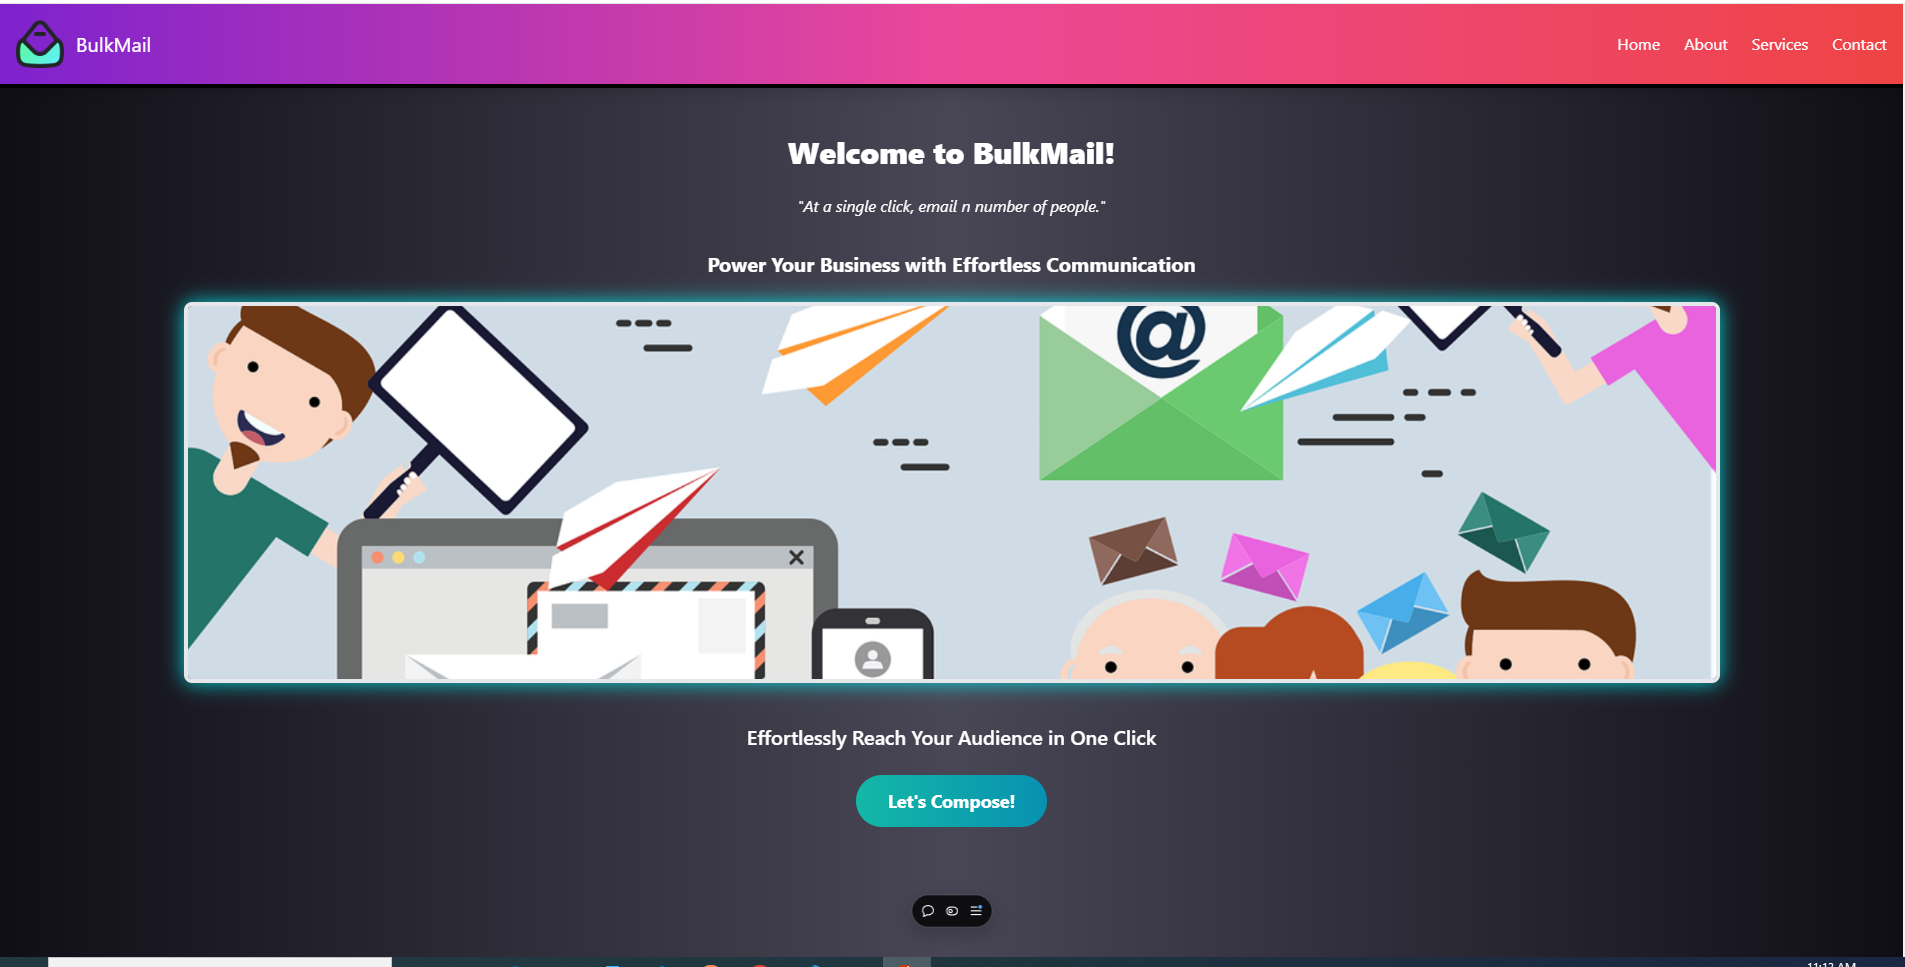 BulkMail
Home About Services Contact
Welcome to BulkMail!
"At a single click, email n number of people."
Power Your Business with Effortless Communication
@
Effortlessly Reach Your Audience in One Click
Let's Compose!
11:12 AM